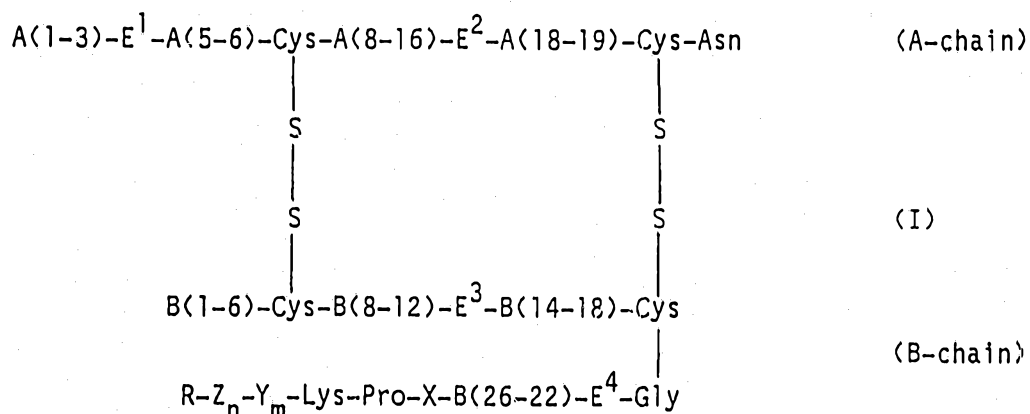 A(1-3)-E¹-A(5-6)-Cys-A(8-16)-E²-A(18-19)-Cys-Asn (A-chain)
S S
S S (I)
B(1-6)-Cys-B(8-12)-E³-B(14-18)-Cys
(B-chain)
R-Zₙ-Yₘ-Lys-Pro-X-B(26-22)-E⁴-Gly